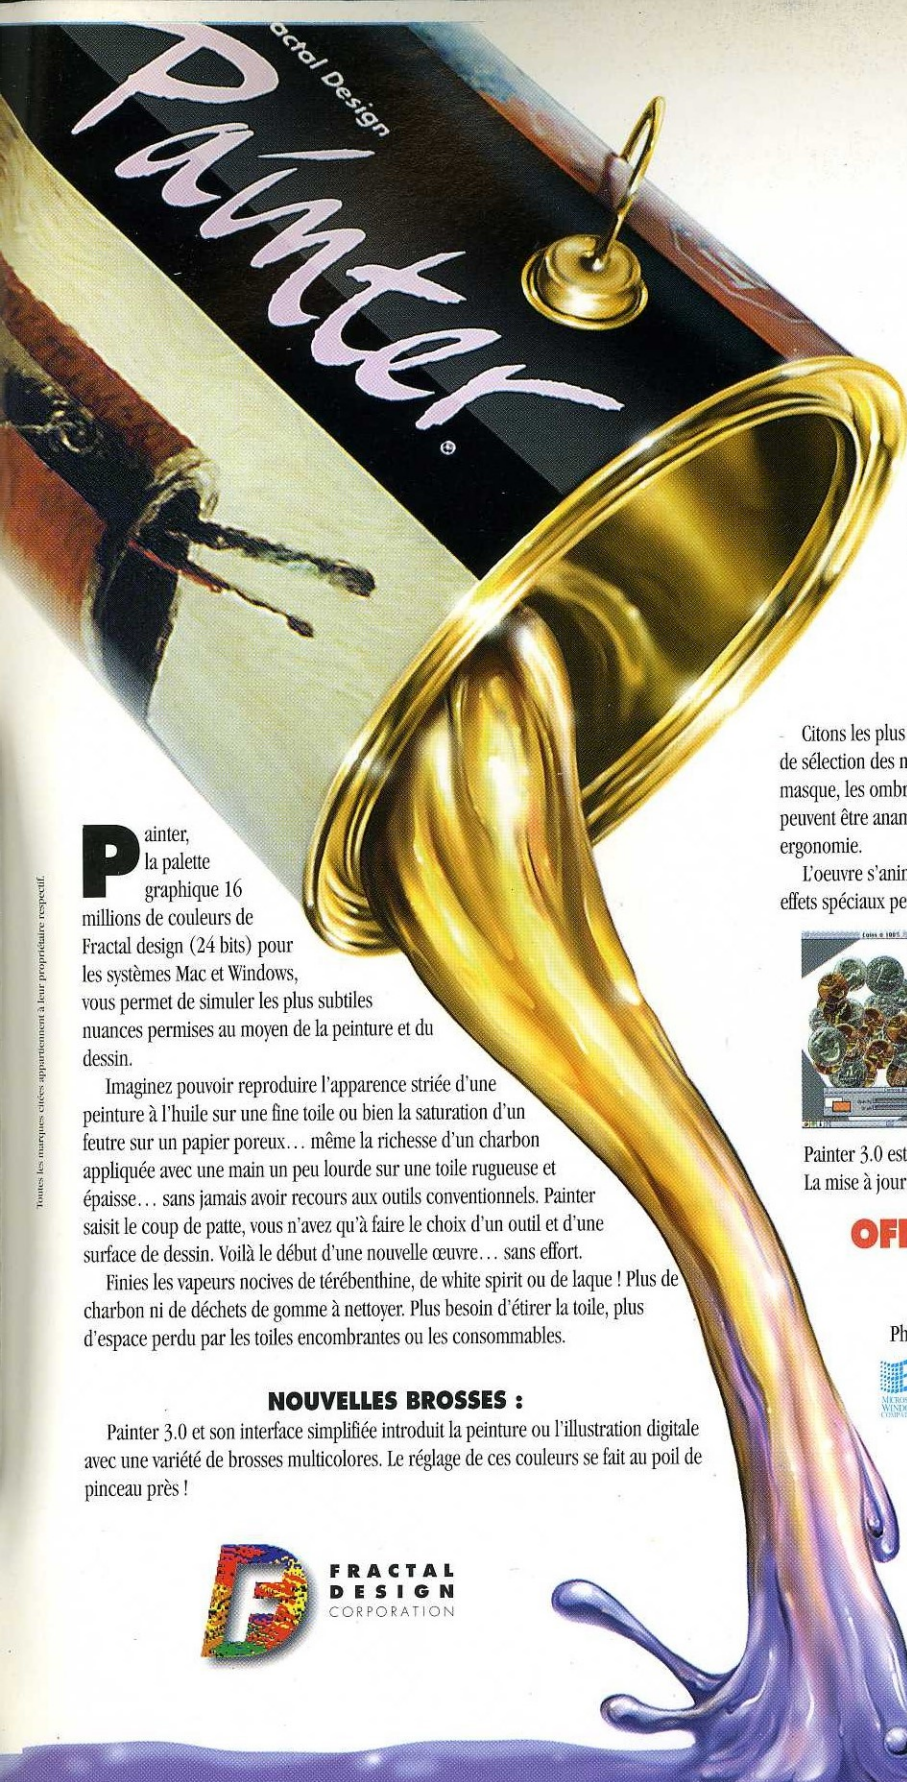 actal Design
Painter
®
Painter,
la palette
graphique 16
millions de couleurs de
Fractal design (24 bits) pour
les systèmes Mac et Windows,
vous permet de simuler les plus subtiles
nuances permises au moyen de la peinture et du
dessin.
Imaginez pouvoir reproduire l'apparence striée d'une
peinture à l'huile sur une fine toile ou bien la saturation d'un
feutre sur un papier poreux... même la richesse d'un charbon
appliquée avec une main un peu lourde sur une toile rugueuse et
épaisse... sans jamais avoir recours aux outils conventionnels. Painter
saisit le coup de patte, vous n'avez qu'à faire le choix d'un outil et d'une
surface de dessin. Voilà le début d'une nouvelle œuvre... sans effort.
Finies les vapeurs nocives de térébenthine, de white spirit ou de laque ! Plus de
charbon ni de déchets de gomme à nettoyer. Plus besoin d'étirer la toile, plus
d'espace perdu par les toiles encombrantes ou les consommables.
NOUVELLES BROSSES :
Painter 3.0 et son interface simplifiée introduit la peinture ou l'illustration digitale
avec une variété de brosses multicolores. Le réglage de ces couleurs se fait au poil de
pinceau près !
FRACTAL
DESIGN
CORPORATION
Toutes les marques citées appartiennent à leur propriétaire respectif.
Citons les plus
de sélection des
masque, les ombr
peuvent être anam
ergonomie.
L'oeuvre s'anim
effets spéciaux pe
Coins @ 100%
Painter 3.0 est
La mise à jour
OFF
Ph